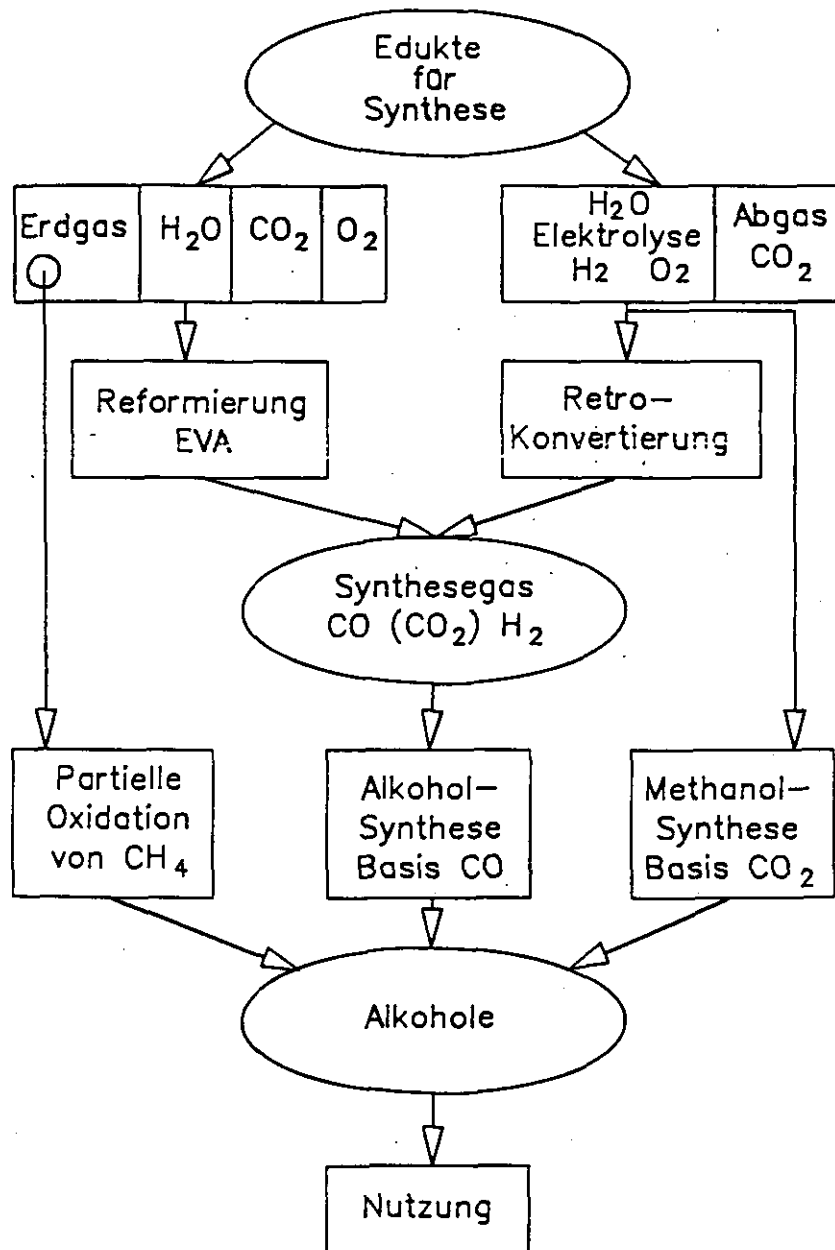 Edukte
für
Synthese
Erdgas H₂O CO₂ O₂
H₂O
Elektrolyse
H2 O₂
Abgas
CO₂
Reformierung
EVA
Retro-
Konvertierung
Synthesegas
CO (CO₂) H₂
Partielle
Oxidation
von CH₄
Alkohol-
Synthese
Basis CO
Methanol-
Synthese
Basis CO₂
Alkohole
Nutzung